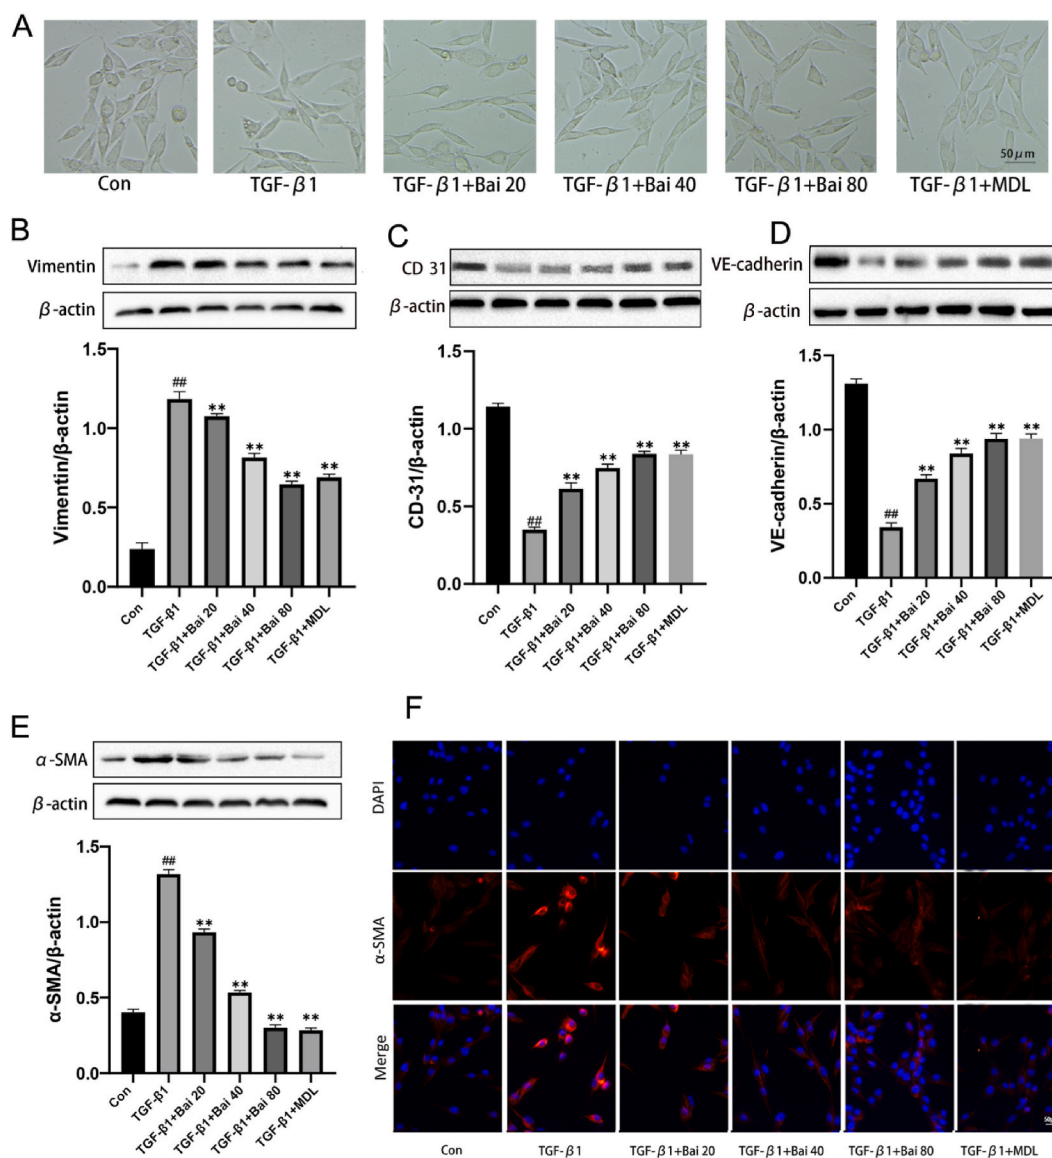 A
50μm
Con
TGF-β1
TGF-β1+Bai 20
TGF-β1+Bai 40
TGF-β1+Bai 80
TGF-β1+MDL
B
Vimentin
β-actin
1.5
1.0
0.5
0.0
Vimentin/β-actin
##
**
**
**
**
Con
TGF-β1
TGF-β1+Bai 20
TGF-β1+Bai 40
TGF-β1+Bai 80
TGF-β1+MDL
C
CD 31
β-actin
1.5
1.0
0.5
0.0
CD-31/β-actin
##
**
**
**
**
Con
TGF-β1
TGF-β1+Bai 20
TGF-β1+Bai 40
TGF-β1+Bai 80
TGF-β1+MDL
D
VE-cadherin
β-actin
1.5
1.0
0.5
0.0
VE-cadherin/β-actin
##
**
**
**
**
Con
TGF-β1
TGF-β1+Bai 20
TGF-β1+Bai 40
TGF-β1+Bai 80
TGF-β1+MDL
E
α-SMA
β-actin
1.5
1.0
0.5
0.0
α-SMA/β-actin
##
**
**
**
**
Con
TGF-β1
TGF-β1+Bai 20
TGF-β1+Bai 40
TGF-β1+Bai 80
TGF-β1+MDL
F
DAPI
α-SMA
Merge
Con
TGF-β1
TGF-β1+Bai 20
TGF-β1+Bai 40
TGF-β1+Bai 80
TGF-β1+MDL